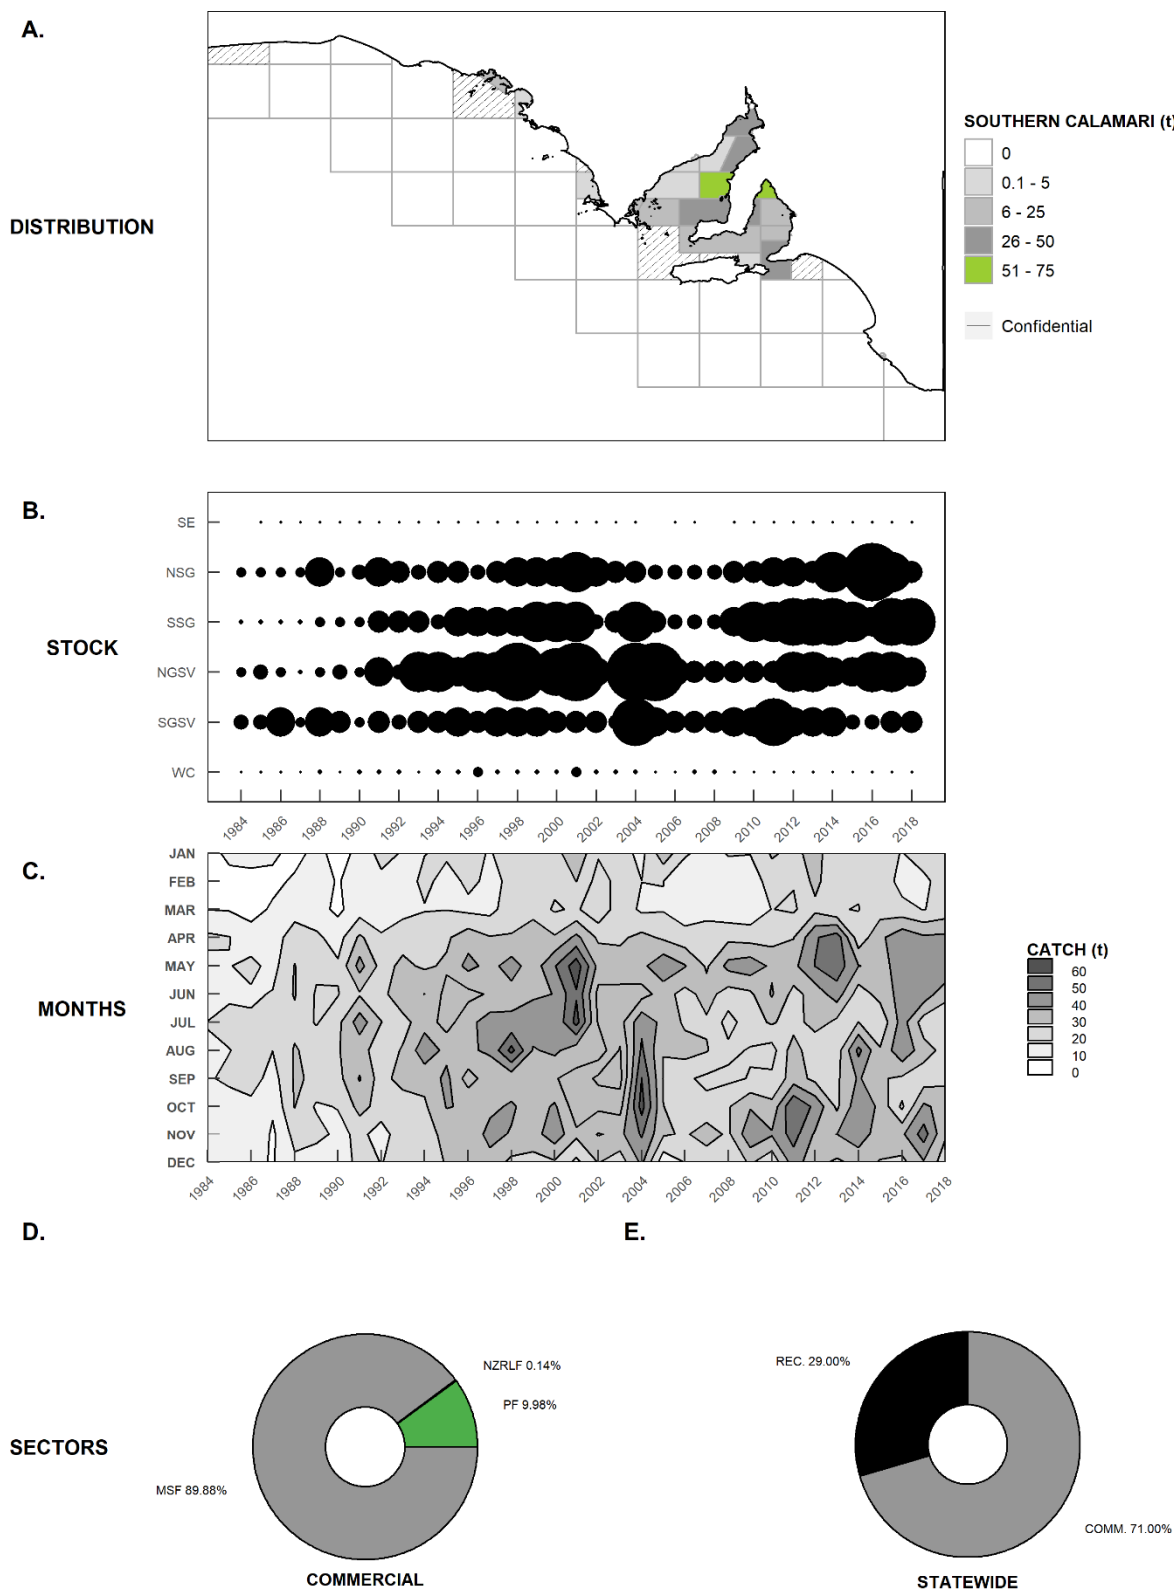 A.
SOUTHERN CALAMARI (t)
0
0.1 - 5
6 - 25
26 - 50
51 - 75
Confidential
DISTRIBUTION
B.
SE
NSG
SSG
NGSV
SGSV
WC
STOCK
1984 1986 1988 1990 1992 1994 1996 1998 2000 2002 2004 2006 2008 2010 2012 2014 2016 2018
C.
JAN
FEB
MAR
APR
MAY
JUN
JUL
AUG
SEP
OCT
NOV
DEC
MONTHS
CATCH (t)
60
50
40
30
20
10
0
1984 1986 1988 1990 1992 1994 1996 1998 2000 2002 2004 2006 2008 2010 2012 2014 2016 2018
D.
E.
SECTORS
NZRLF 0.14%
PF 9.98%
MSF 89.88%
COMMERCIAL
REC. 29.00%
COMM. 71.00%
STATEWIDE